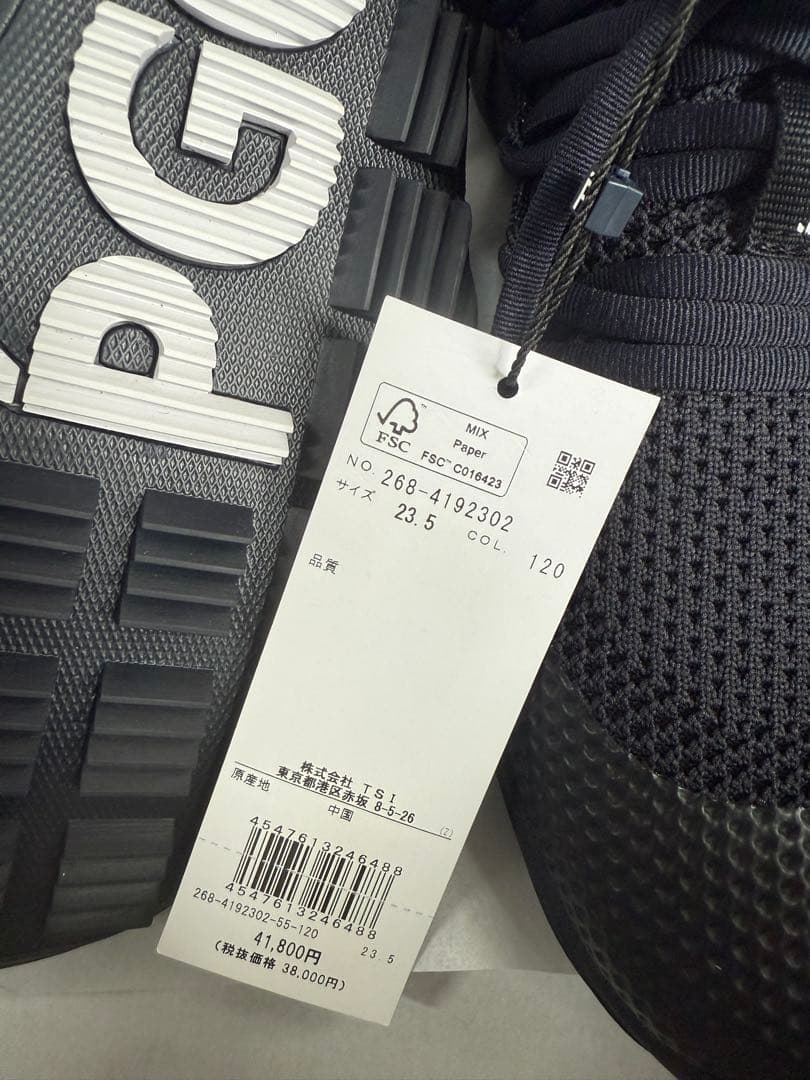 PG
MIX
Paper
FSC™ C016423
FSC™
NO. 268-4192302
サイズ 23.5 COL. 120
品質
株式会社 TSI
東京都港区赤坂 8-5-26
原産地 中国
(Z)
4547613246488
4547613246488
268-4192302-55-120 23.5
41,800円
(税抜価格 38,000円)